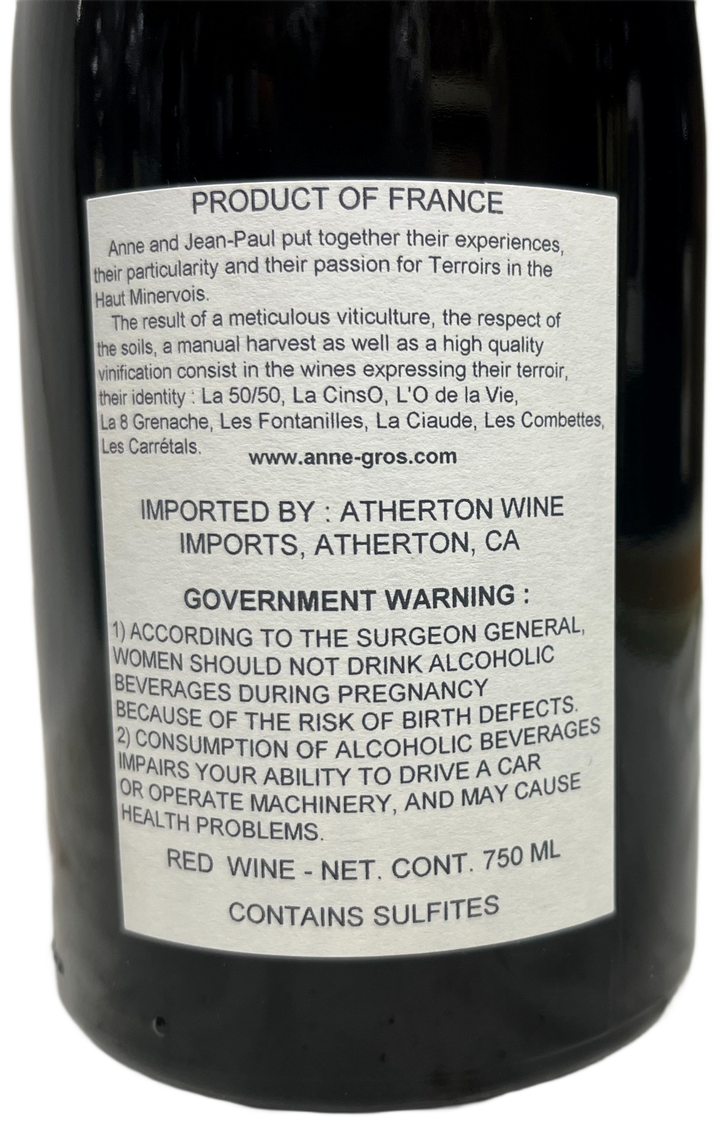 PRODUCT OF FRANCE
Anne and Jean-Paul put together their experiences,
their particularity and their passion for Terroirs in the
Haut Minervois.
The result of a meticulous viticulture, the respect of
the soils, a manual harvest as well as a high quality
vinification consist in the wines expressing their terroir,
their identity : La 50/50, La CinsO, L'O de la Vie,
La 8 Grenache, Les Fontanilles, La Ciaude, Les Combettes,
Les Carrétals.
www.anne-gros.com
IMPORTED BY : ATHERTON WINE
IMPORTS, ATHERTON, CA
GOVERNMENT WARNING :
1) ACCORDING TO THE SURGEON GENERAL,
WOMEN SHOULD NOT DRINK ALCOHOLIC
BEVERAGES DURING PREGNANCY
BECAUSE OF THE RISK OF BIRTH DEFECTS.
2) CONSUMPTION OF ALCOHOLIC BEVERAGES
IMPAIRS YOUR ABILITY TO DRIVE A CAR
OR OPERATE MACHINERY, AND MAY CAUSE
HEALTH PROBLEMS.
RED WINE - NET. CONT. 750 ML
CONTAINS SULFITES